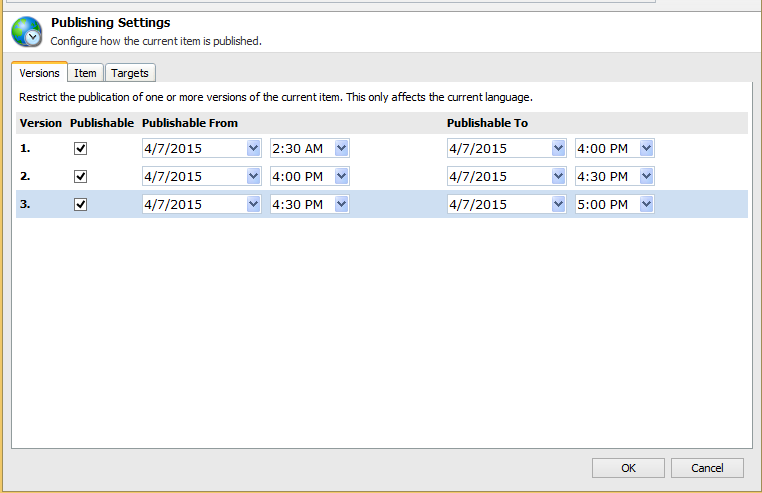 Publishing Settings
Configure how the current item is published.
Versions Item Targets
Restrict the publication of one or more versions of the current item. This only affects the current language.
Version Publishable Publishable From Publishable To
1. 4/7/2015 2:30 AM 4/7/2015 4:00 PM
2. 4/7/2015 4:00 PM 4/7/2015 4:30 PM
3. 4/7/2015 4:30 PM 4/7/2015 5:00 PM
OK Cancel